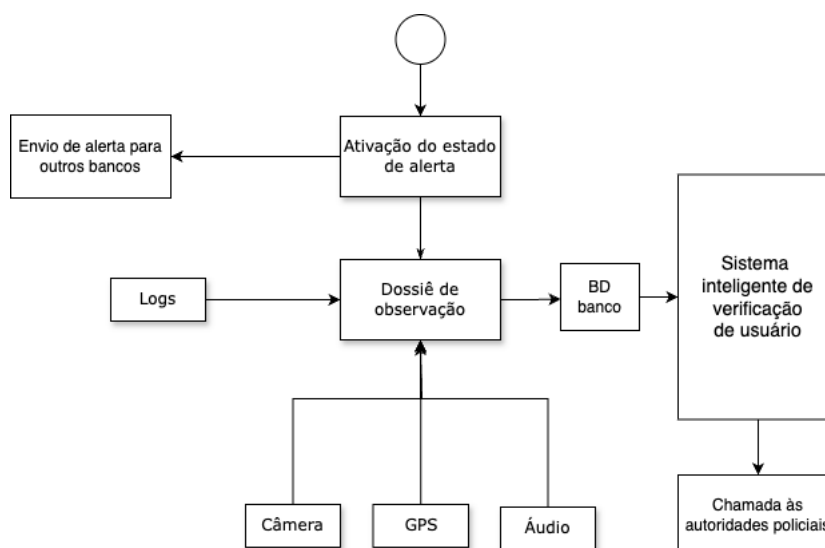 Envio de alerta para
outros bancos
Ativação do estado
de alerta
Logs
Dossiê de
observação
BD
banco
Sistema
inteligente de
verificação
de usuário
Câmera
GPS
Áudio
Chamada às
autoridades policiais